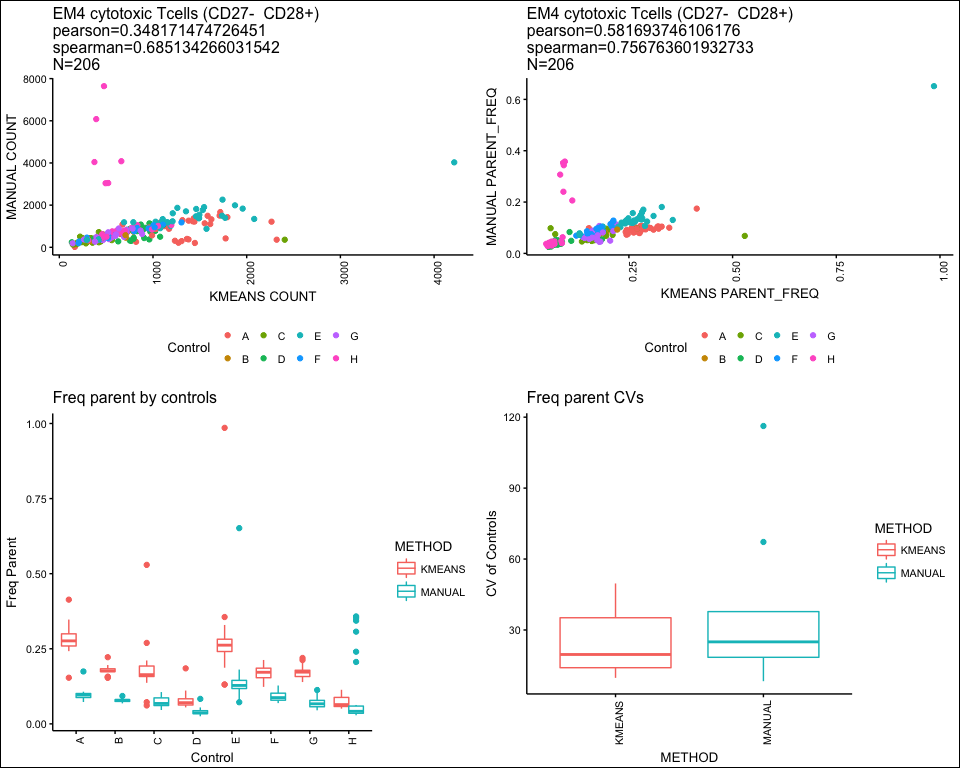 EM4 cytotoxic Tcells (CD27-  CD28+)
pearson=0.348171474726451
spearman=0.685134266031542
N=206
8000
6000
4000
2000
0
MANUAL COUNT
0
1000
2000
3000
4000
KMEANS COUNT
Control
A
C
E
G
B
D
F
H
EM4 cytotoxic Tcells (CD27-  CD28+)
pearson=0.581693746106176
spearman=0.756763601932733
N=206
0.6
0.4
0.2
0.0
MANUAL PARENT_FREQ
0.25
0.50
0.75
1.00
KMEANS PARENT_FREQ
Control
A
C
E
G
B
D
F
H
Freq parent by controls
1.00
0.75
0.50
0.25
0.00
Freq Parent
A
B
C
D
E
F
G
H
Control
METHOD
KMEANS
MANUAL
Freq parent CVs
120
90
60
30
CV of Controls
KMEANS
MANUAL
METHOD
METHOD
KMEANS
MANUAL